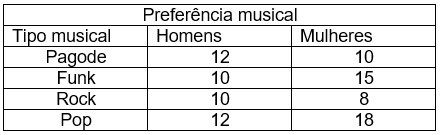 Preferência musical
Tipo musical Homens Mulheres
Pagode 12 10
Funk 10 15
Rock 10 8
Pop 12 18